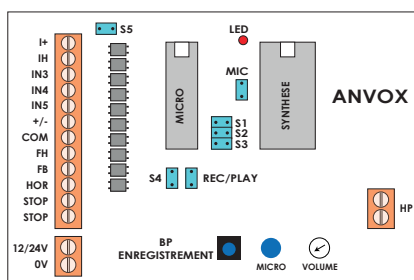 S5
LED
I+
IH
IN3
IN4
IN5
+/-
COM
FH
FB
HOR
STOP
STOP
12/24V
0V
MICRO
MIC
SYNTHESE
ANVOX
S1
S2
S3
S4
REC/PLAY
HP
BP
ENREGISTREMENT
MICRO
VOLUME